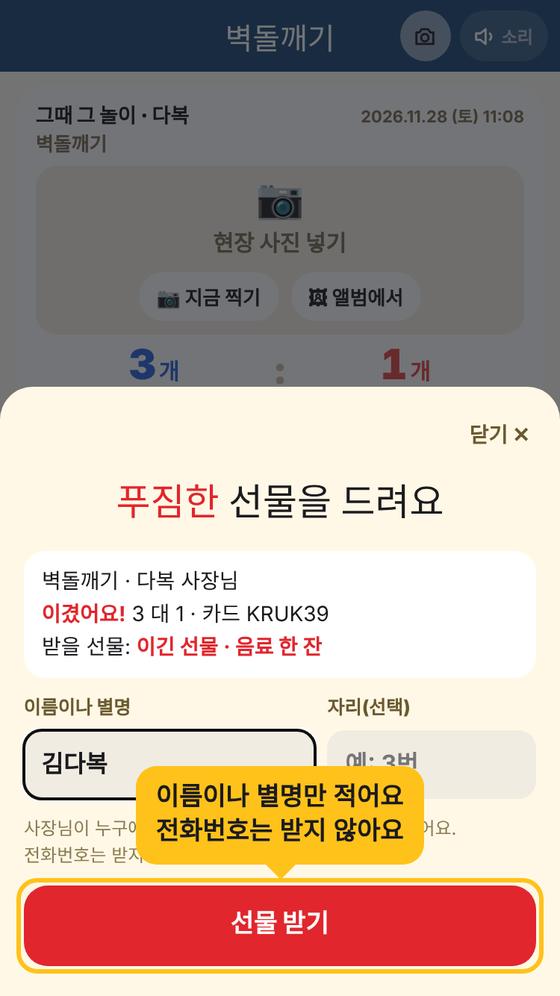 벽돌깨기
소리
그때 그 놀이 · 다복
2026.11.28 (토) 11:08
벽돌깨기
현장 사진 넣기
지금 찍기
앨범에서
3개 : 1개
닫기 ✕
푸짐한 선물을 드려요
벽돌깨기 · 다복 사장님
이겼어요! 3 대 1 · 카드 KRUK39
받을 선물: 이긴 선물 · 음료 한 잔
이름이나 별명
자리(선택)
김다복
예: 3번
이름이나 별명만 적어요
전화번호는 받지 않아요
사장님이 누구
어요.
전화번호는 받지
선물 받기